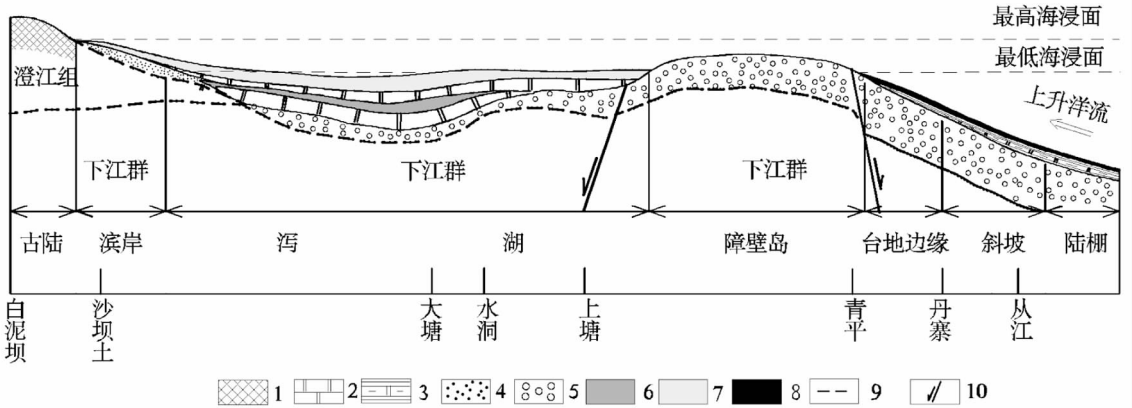 最高海浸面
最低海浸面
澄江组
上升洋流
下江群 下江群 下江群
古陆 滨岸 泻 湖 障壁岛 台地边缘 斜坡 陆棚
白泥坝 沙坝土 大塘 水洞 上塘 青平 丹寨 从江
1 2 3 4 5 6 7 8 9 10